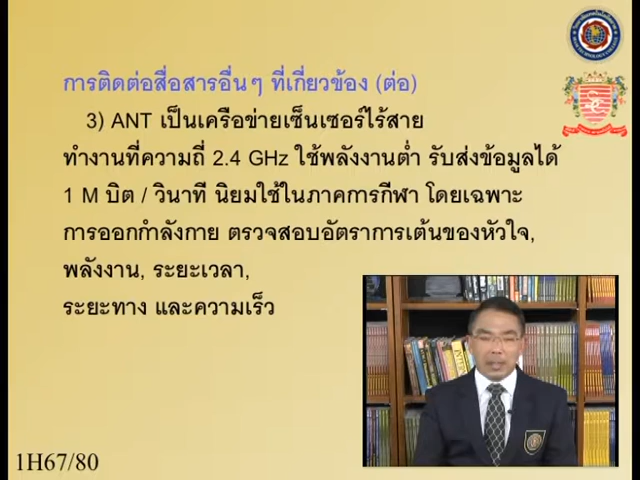 การติดต่อสื่อสารอื่นๆ ที่เกี่ยวข้อง (ต่อ)
3) ANT เป็นเครือข่ายเซ็นเซอร์ไร้สาย
ทำงานที่ความถี่ 2.4 GHz ใช้พลังงานต่ำ รับส่งข้อมูลได้
1 M บิต / วินาที นิยมใช้ในภาคการกีฬา โดยเฉพาะ
การออกกำลังกาย ตรวจสอบอัตราการเต้นของหัวใจ,
พลังงาน, ระยะเวลา,
ระยะทาง และความเร็ว
1H67/80